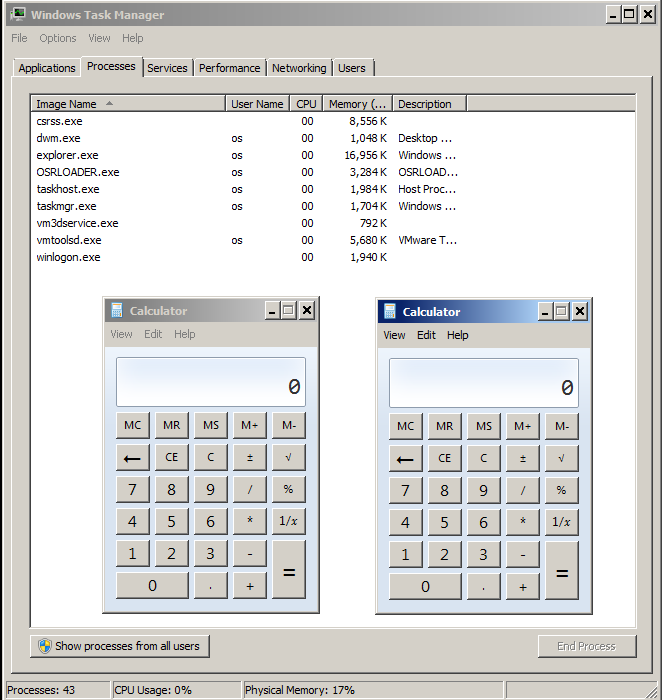 Windows Task Manager
File Options View Help
Applications Processes Services Performance Networking Users
Image Name User Name CPU Memory (... Description
csrss.exe 00 8,556 K
dwm.exe os 00 1,048 K Desktop ...
explorer.exe os 00 16,956 K Windows ...
OSRLOADER.exe os 00 3,284 K OSRLOAD...
taskhost.exe os 00 1,984 K Host Proc...
taskmgr.exe os 00 1,704 K Windows ...
vm3dservice.exe 00 792 K
vmtoolsd.exe os 00 5,680 K VMware T...
winlogon.exe 00 1,940 K
Calculator
View Edit Help
0
MC MR MS M+ M-
← CE C ± √
7 8 9 / %
4 5 6 * 1/x
1 2 3 - =
0 . +
Calculator
View Edit Help
0
MC MR MS M+ M-
← CE C ± √
7 8 9 / %
4 5 6 * 1/x
1 2 3 - =
0 . +
Show processes from all users End Process
Processes: 43 CPU Usage: 0% Physical Memory: 17%